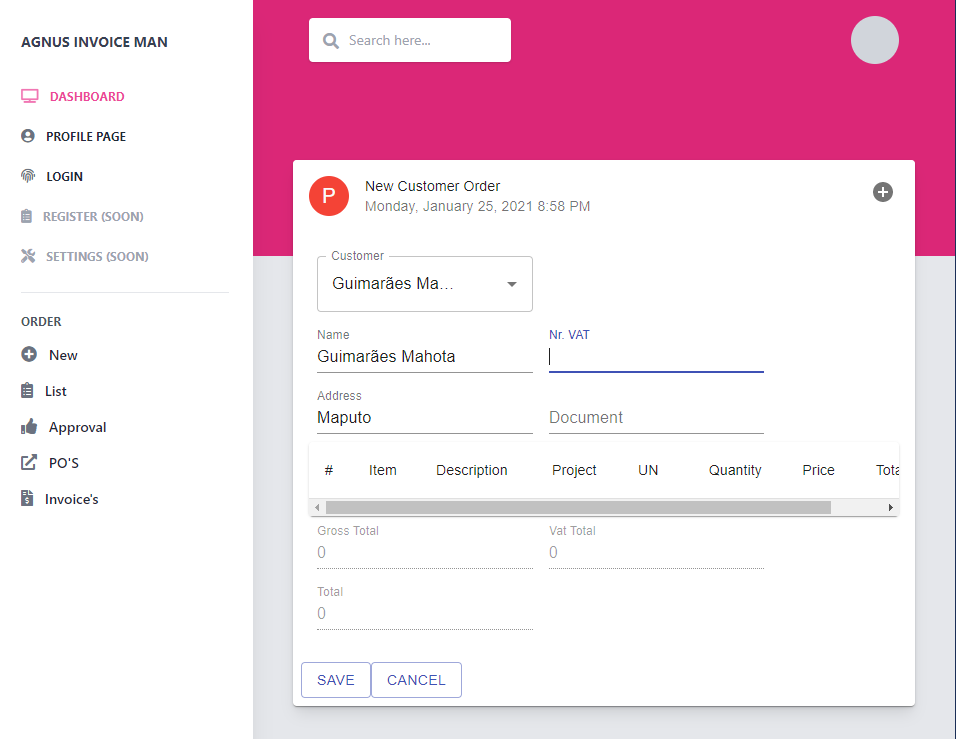 AGNUS INVOICE MAN
DASHBOARD
PROFILE PAGE
LOGIN
REGISTER (SOON)
SETTINGS (SOON)
ORDER
New
List
Approval
PO'S
Invoice's
Search here...
P
New Customer Order
Monday, January 25, 2021 8:58 PM
Customer
Guimarães Ma...
Name
Guimarães Mahota
Nr. VAT
Address
Maputo
Document
# Item Description Project UN Quantity Price Tota
Gross Total
0
Vat Total
0
Total
0
SAVE CANCEL